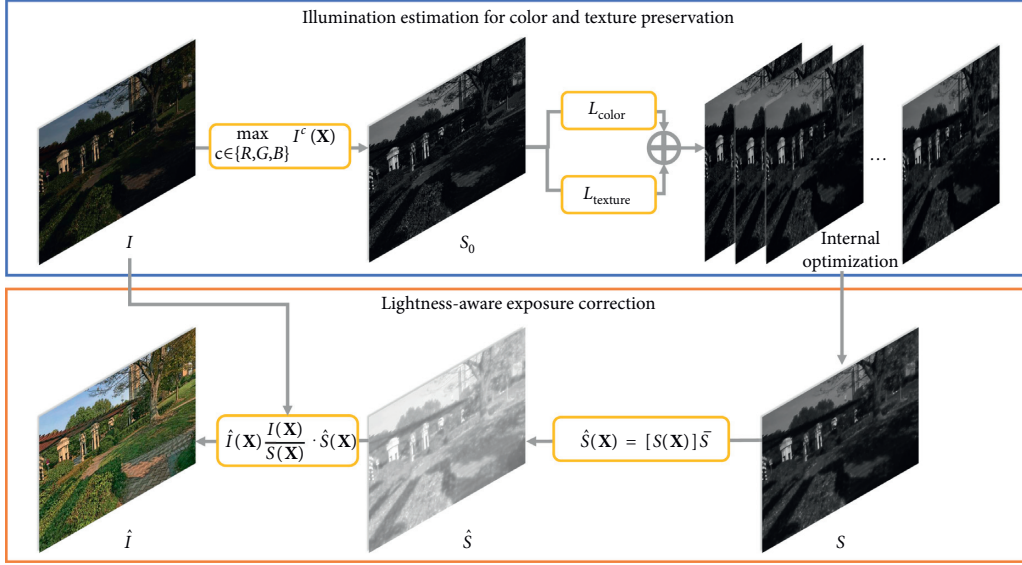 Illumination estimation for color and texture preservation
max I^c (X)
c∈{R,G,B}
L_color
L_texture
...
I
S_0
Internal
optimization
Lightness-aware exposure correction
Î(X) I(X)/S(X) · Ŝ(X)
Ŝ(X) = [S(X)] S̄
Î
Ŝ
S